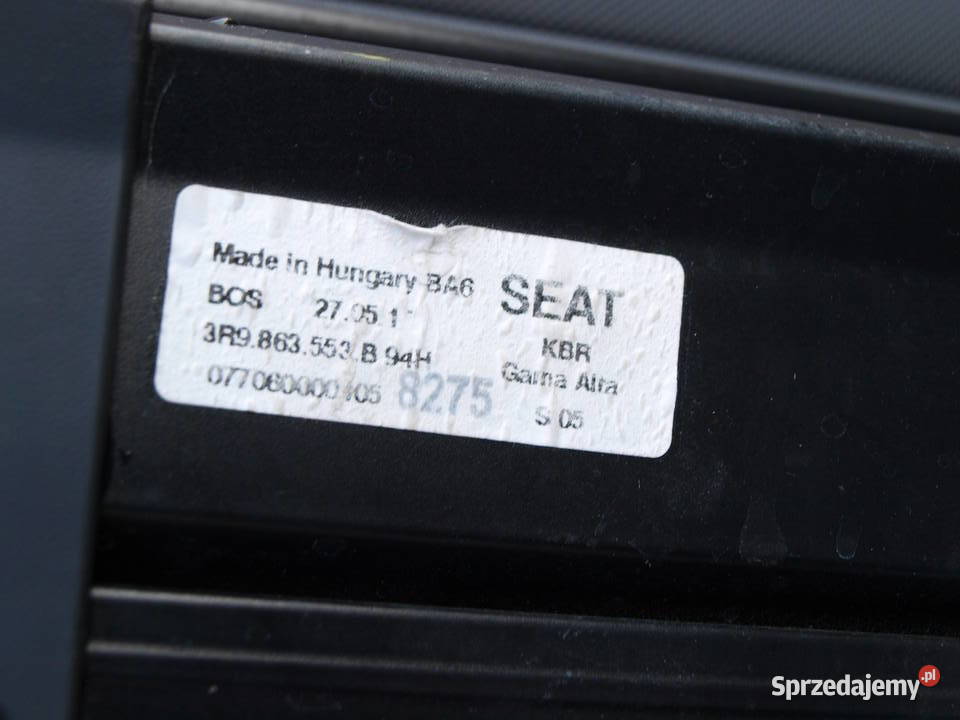 Made in Hungary BA6
BOS 27.05.1
3R9.863.553.B 94H
8275
SEAT
KBR
Gama Alta
S 05
Sprzedajemy.pl